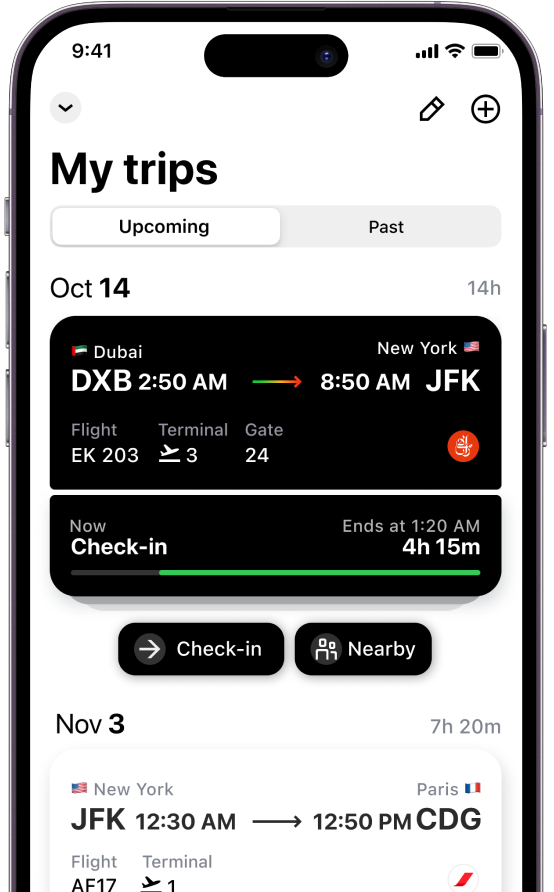 9:41
My trips
Upcoming Past
Oct 14 14h
Dubai New York
DXB 2:50 AM 8:50 AM JFK
Flight Terminal Gate
EK 203 3 24
Now Ends at 1:20 AM
Check-in 4h 15m
Check-in Nearby
Nov 3 7h 20m
New York Paris
JFK 12:30 AM 12:50 PM CDG
Flight Terminal
AF17 1